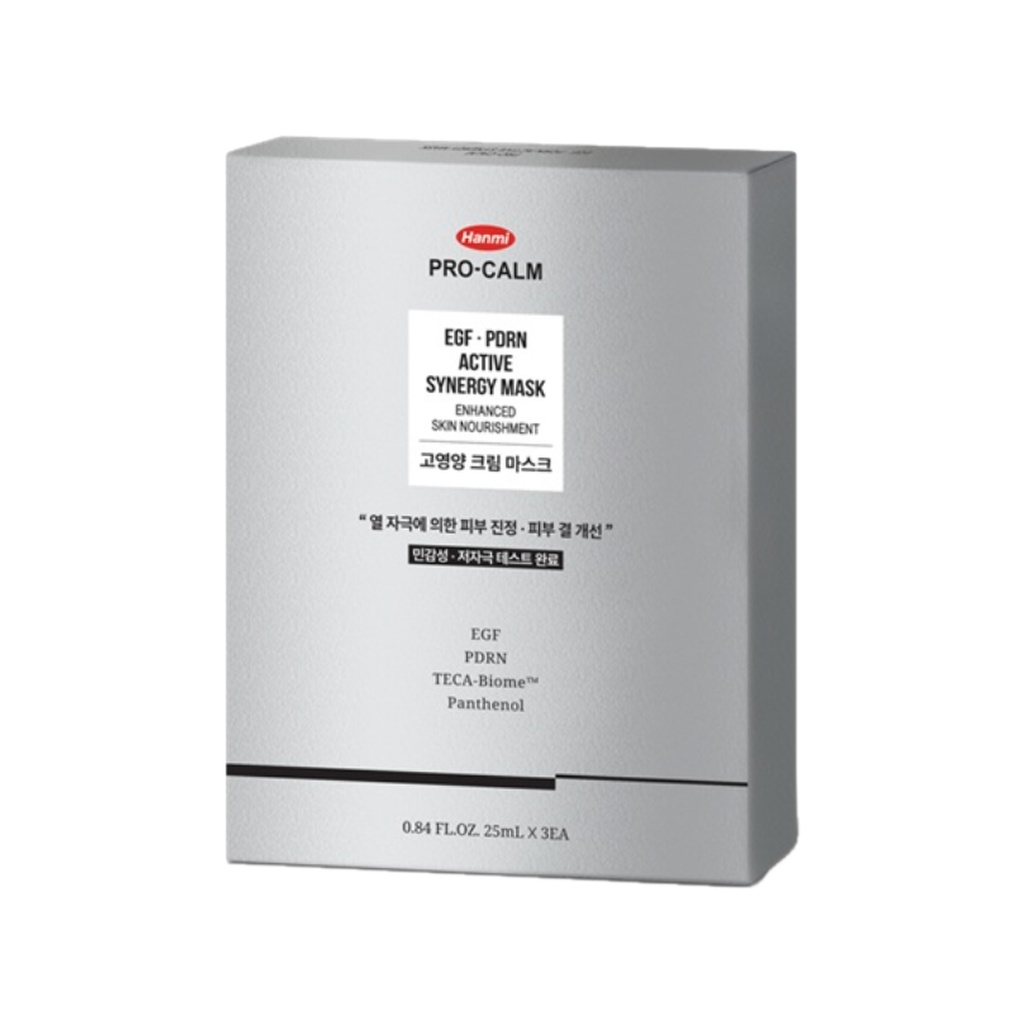 Hanmi
PRO-CALM
EGF · PDRN
ACTIVE
SYNERGY MASK
ENHANCED
SKIN NOURISHMENT
고영양 크림 마스크
“ 열 자극에 의한 피부 진정 · 피부 결 개선 ”
민감성 · 저자극 테스트 완료
EGF
PDRN
TECA-Biome™
Panthenol
0.84 FL.OZ. 25mL X 3EA